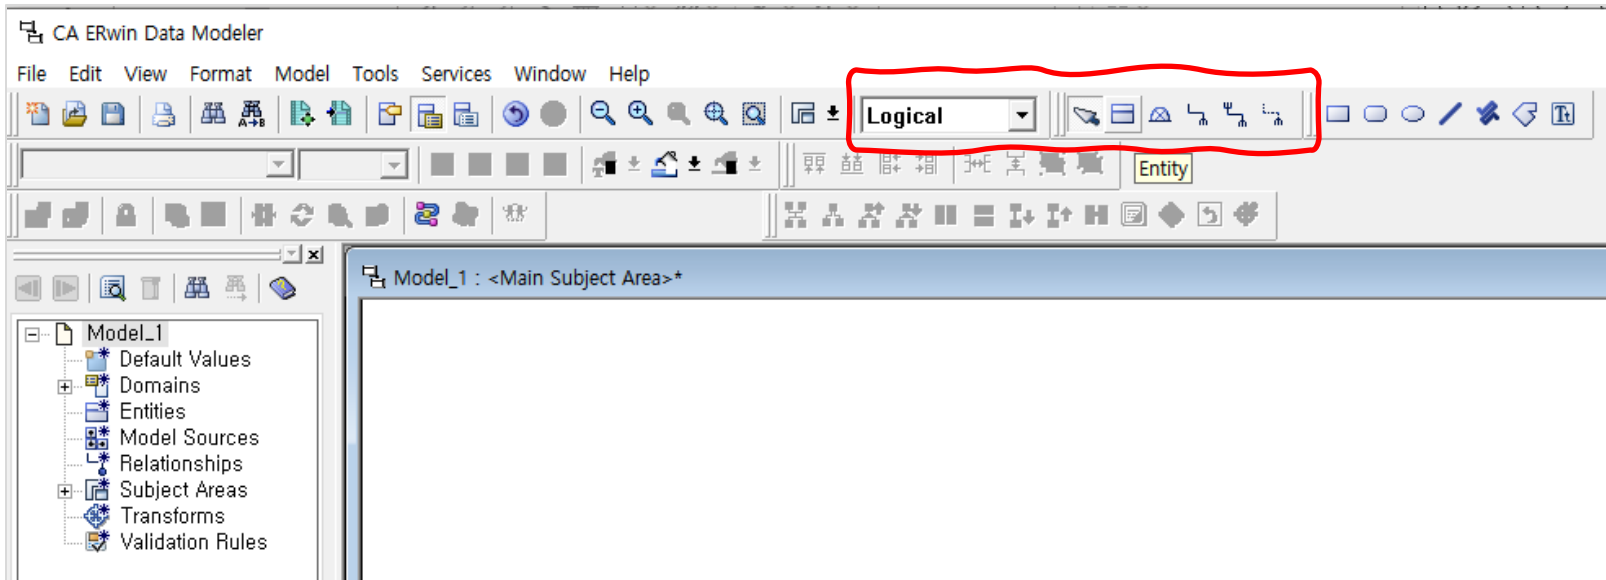 CA ERwin Data Modeler
File Edit View Format Model Tools Services Window Help
Logical
Entity
Model_1 : <Main Subject Area>*
Model_1
Default Values
Domains
Entities
Model Sources
Relationships
Subject Areas
Transforms
Validation Rules